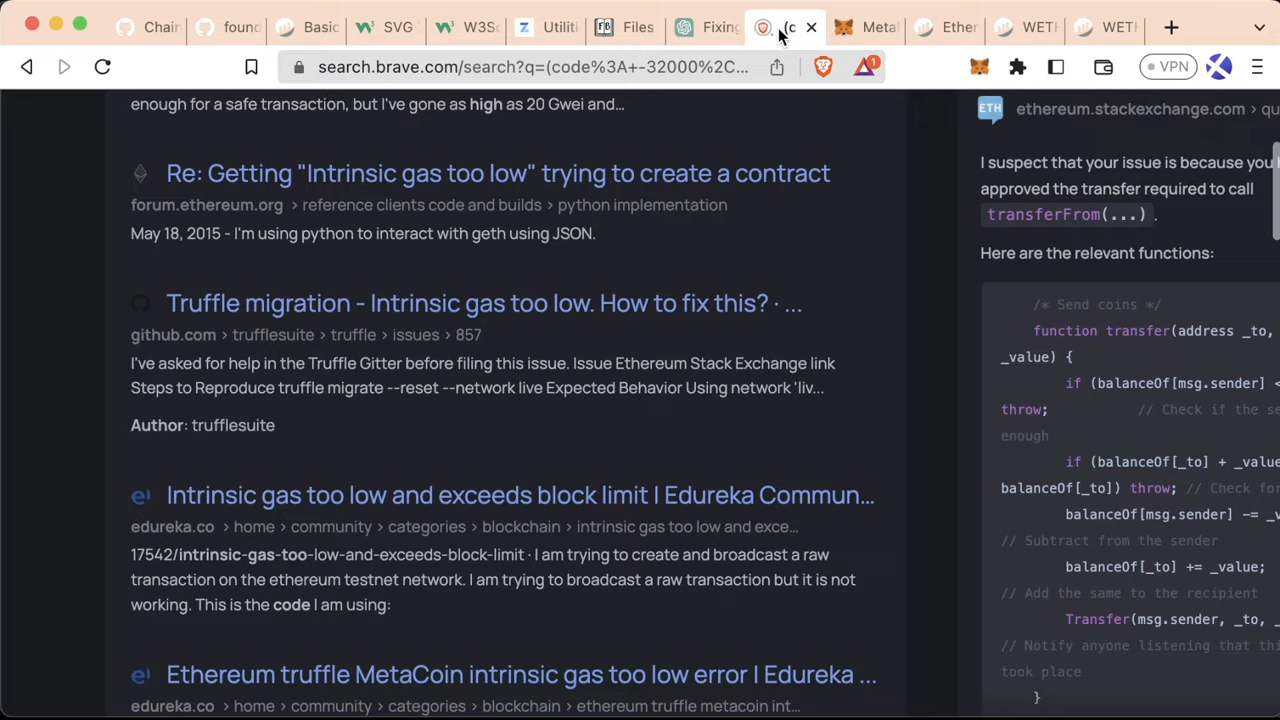 Chain
found
Basic
SVG
W3Sc
Utiliti
Files
Fixing
(c
Metal
Ether
WETH
WETH
search.brave.com/search?q=(code%3A+-32000%2C...
1
VPN
enough for a safe transaction, but I've gone as high as 20 Gwei and...
Re: Getting "Intrinsic gas too low" trying to create a contract
forum.ethereum.org › reference clients code and builds › python implementation
May 18, 2015 - I'm using python to interact with geth using JSON.
Truffle migration - Intrinsic gas too low. How to fix this? · ...
github.com › trufflesuite › truffle › issues › 857
I've asked for help in the Truffle Gitter before filing this issue. Issue Ethereum Stack Exchange link
Steps to Reproduce truffle migrate --reset --network live Expected Behavior Using network 'liv...
Author: trufflesuite
Intrinsic gas too low and exceeds block limit | Edureka Commun...
edureka.co › home › community › categories › blockchain › intrinsic gas too low and exce...
17542/intrinsic-gas-too-low-and-exceeds-block-limit · I am trying to create and broadcast a raw
transaction on the ethereum testnet network. I am trying to broadcast a raw transaction but it is not
working. This is the code I am using:
Ethereum truffle MetaCoin intrinsic gas too low error | Edureka ...
edureka.co › home › community › categories › blockchain › ethereum truffle metacoin int...
ETH
ethereum.stackexchange.com › qu
I suspect that your issue is because you h
approved the transfer required to call
transferFrom(...) .
Here are the relevant functions:
/* Send coins */
function transfer(address _to,
_value) {
if (balanceOf[msg.sender] <
throw; // Check if the se
enough
if (balanceOf[_to] + _value
balanceOf[_to]) throw; // Check for
balanceOf[msg.sender] -= _v
// Subtract from the sender
balanceOf[_to] += _value;
// Add the same to the recipient
Transfer(msg.sender, _to, _
// Notify anyone listening that thi
took place
}